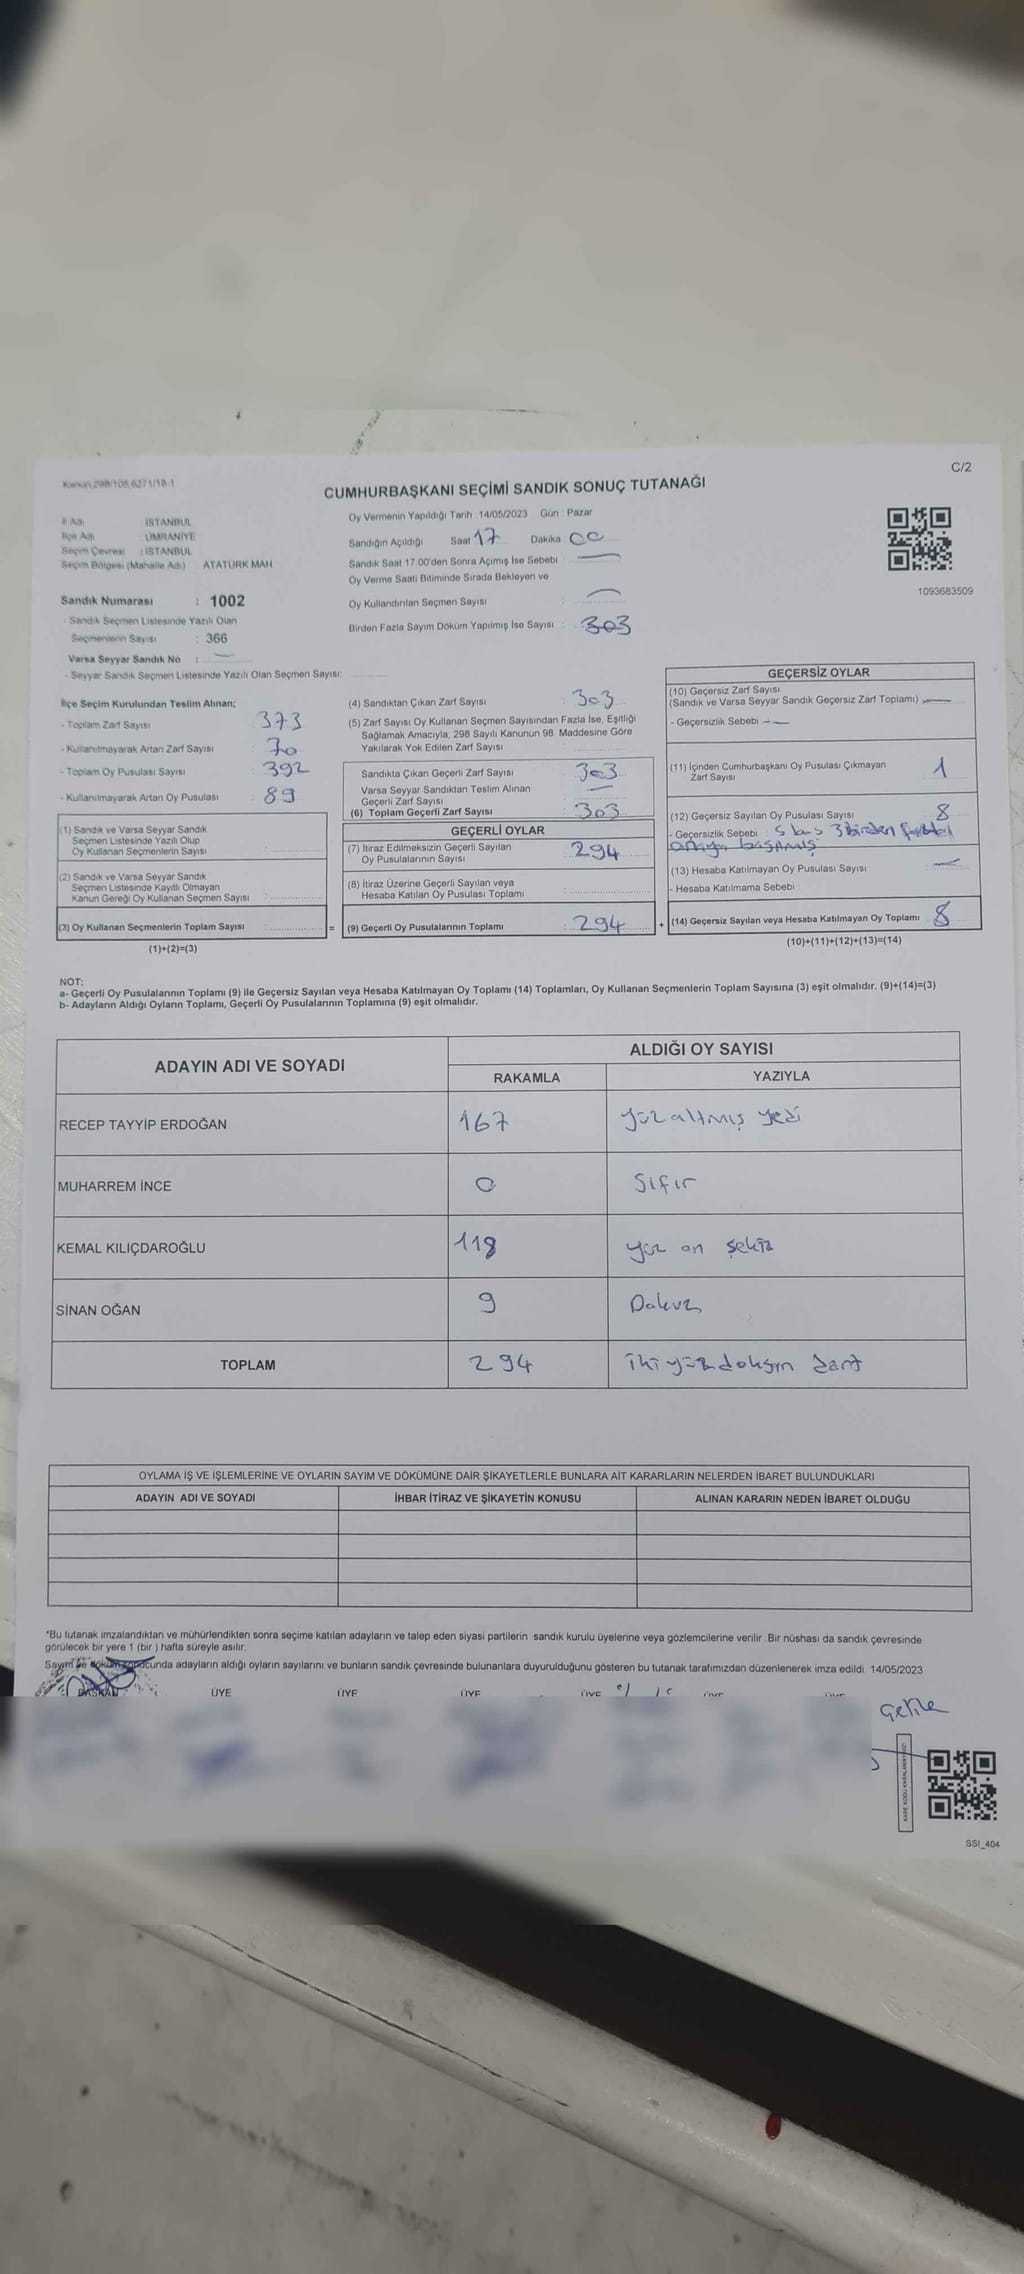 Kanun:298/105,6271/18-1
C/2
CUMHURBAŞKANI SEÇİMİ SANDIK SONUÇ TUTANAĞI
İl Adı : İSTANBUL
İlçe Adı : ÜMRANİYE
Seçim Çevresi : İSTANBUL
Seçim Bölgesi (Mahalle Adı) ATATÜRK MAH
Sandık Numarası : 1002
- Sandık Seçmen Listesinde Yazılı Olan
Seçmenlerin Sayısı : 366
Varsa Seyyar Sandık No :
- Seyyar Sandık Seçmen Listesinde Yazılı Olan Seçmen Sayısı:
Oy Vermenin Yapıldığı Tarih : 14/05/2023 Gün : Pazar
Sandığın Açıldığı Saat 17 Dakika 00
Sandık Saat 17.00'den Sonra Açımış İse Sebebi :
Oy Verme Saati Bitiminde Sırada Bekleyen ve
Oy Kullandırılan Seçmen Sayısı :
Birden Fazla Sayım Döküm Yapılmış İse Sayısı : 303
1093683509
İlçe Seçim Kurulundan Teslim Alınan;
- Toplam Zarf Sayısı : 373
- Kullanılmayarak Artan Zarf Sayısı : 70
- Toplam Oy Pusulası Sayısı : 392
- Kullanılmayarak Artan Oy Pusulası : 89
(1) Sandık ve Varsa Seyyar Sandık
Seçmen Listesinde Yazılı Olup
Oy Kullanan Seçmenlerin Sayısı :
(2) Sandık ve Varsa Seyyar Sandık
Seçmen Listesinde Kayıtlı Olmayan
Kanun Gereği Oy Kullanan Seçmen Sayısı :
(3) Oy Kullanan Seçmenlerin Toplam Sayısı :
(1)+(2)=(3)
(4) Sandıktan Çıkan Zarf Sayısı : 303
(5) Zarf Sayısı Oy Kullanan Seçmen Sayısından Fazla İse, Eşitliği
Sağlamak Amacıyla, 298 Sayılı Kanunun 98. Maddesine Göre
Yakılarak Yok Edilen Zarf Sayısı :
Sandıkta Çıkan Geçerli Zarf Sayısı : 303
Varsa Seyyar Sandıktan Teslim Alınan
Geçerli Zarf Sayısı :
(6) Toplam Geçerli Zarf Sayısı : 303
GEÇERLİ OYLAR
(7) İtiraz Edilmeksizin Geçerli Sayılan
Oy Pusulalarının Sayısı : 294
(8) İtiraz Üzerine Geçerli Sayılan veya
Hesaba Katılan Oy Pusulası Toplamı :
= (9) Geçerli Oy Pusulalarının Toplamı : 294 +
GEÇERSİZ OYLAR
(10) Geçersiz Zarf Sayısı
(Sandık ve Varsa Seyyar Sandık Geçersiz Zarf Toplamı) :
- Geçersizlik Sebebi :
(11) İçinden Cumhurbaşkanı Oy Pusulası Çıkmayan
Zarf Sayısı : 1
(12) Geçersiz Sayılan Oy Pusulası Sayısı : 8
- Geçersizlik Sebebi : 5 boş 3 birden fazla
basılmış
(13) Hesaba Katılmayan Oy Pusulası Sayısı :
- Hesaba Katılmama Sebebi :
(14) Geçersiz Sayılan veya Hesaba Katılmayan Oy Toplamı : 8
(10)+(11)+(12)+(13)=(14)
NOT:
a- Geçerli Oy Pusulalarının Toplamı (9) ile Geçersiz Sayılan veya Hesaba Katılmayan Oy Toplamı (14) Toplamları, Oy Kullanan Seçmenlerin Toplam Sayısına (3) eşit olmalıdır. (9)+(14)=(3)
b- Adayların Aldığı Oyların Toplamı, Geçerli Oy Pusulalarının Toplamına (9) eşit olmalıdır.
ADAYIN ADI VE SOYADI ALDIĞI OY SAYISI
RAKAMLA YAZIYLA
RECEP TAYYİP ERDOĞAN 167 yüz altmış yedi
MUHARREM İNCE 0 Sıfır
KEMAL KILIÇDAROĞLU 118 yüz on sekiz
SİNAN OĞAN 9 Dokuz
TOPLAM 294 iki yüz doksan dört
OYLAMA İŞ VE İŞLEMLERİNE VE OYLARIN SAYIM VE DÖKÜMÜNE DAİR ŞİKAYETLERLE BUNLARA AİT KARARLARIN NELERDEN İBARET BULUNDUKLARI
ADAYIN ADI VE SOYADI İHBAR İTİRAZ VE ŞİKAYETİN KONUSU ALINAN KARARIN NEDEN İBARET OLDUĞU
*Bu tutanak imzalandıktan ve mühürlendikten sonra seçime katılan adayların ve talep eden siyasi partilerin sandık kurulu üyelerine veya gözlemcilerine verilir. Bir nüshası da sandık çevresinde
görülecek bir yere 1 (bir ) hafta süreyle asılır.
Sayım ve döküm sonucunda adayların aldığı oyların sayılarını ve bunların sandık çevresinde bulunanlara duyurulduğunu gösteren bu tutanak tarafımızdan düzenlenerek imza edildi. 14/05/2023
BAŞKAN ÜYE ÜYE ÜYE ÜYE ÜYE ÜYE
SSI_404